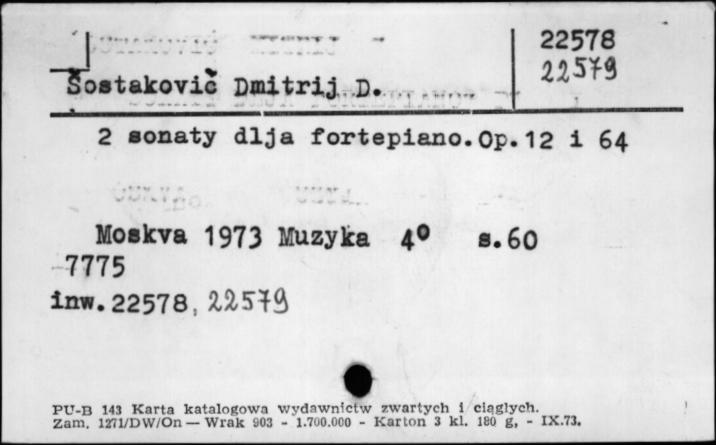 22578
22579
Šostakovič Dmitrij D.
2 sonaty dlja fortepiano. Op. 12 i 64
Moskva 1973 Muzyka 4° s. 60
7775
inw. 22578, 22579
PU-B 143 Karta katalogowa wydawnictw zwartych i ciągłych.
Zam. 1271/DW/On — Wrak 903 - 1.700.000 - Karton 3 kl. 180 g, - IX.73.